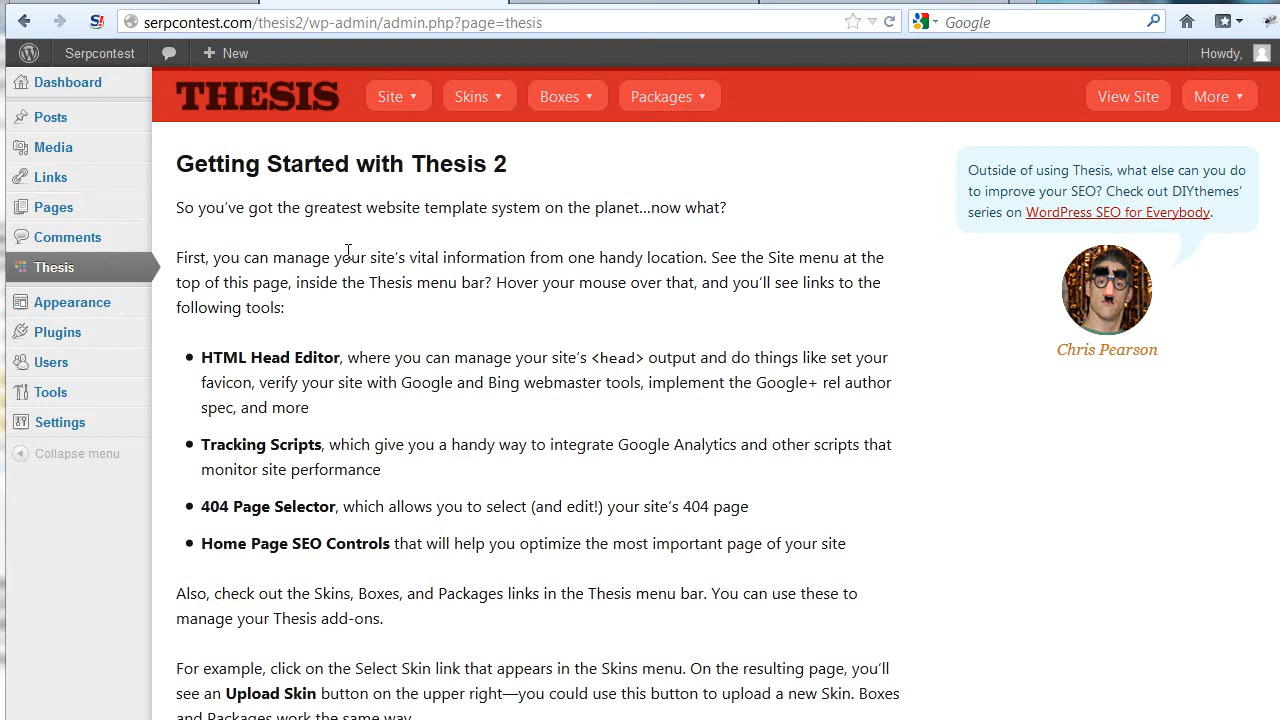 serpcontest.com/thesis2/wp-admin/admin.php?page=thesis
Google
Serpcontest
New
Howdy,
Dashboard
Posts
Media
Links
Pages
Comments
Thesis
Appearance
Plugins
Users
Tools
Settings
Collapse menu
THESIS
Site
Skins
Boxes
Packages
View Site
More
Getting Started with Thesis 2
So you've got the greatest website template system on the planet…now what?
First, you can manage your site's vital information from one handy location. See the Site menu at the
top of this page, inside the Thesis menu bar? Hover your mouse over that, and you'll see links to the
following tools:
• HTML Head Editor, where you can manage your site's <head> output and do things like set your
favicon, verify your site with Google and Bing webmaster tools, implement the Google+ rel author
spec, and more
• Tracking Scripts, which give you a handy way to integrate Google Analytics and other scripts that
monitor site performance
• 404 Page Selector, which allows you to select (and edit!) your site's 404 page
• Home Page SEO Controls that will help you optimize the most important page of your site
Also, check out the Skins, Boxes, and Packages links in the Thesis menu bar. You can use these to
manage your Thesis add-ons.
For example, click on the Select Skin link that appears in the Skins menu. On the resulting page, you'll
see an Upload Skin button on the upper right—you could use this button to upload a new Skin. Boxes
and Packages work the same way.
Outside of using Thesis, what else can you do
to improve your SEO? Check out DIYthemes'
series on WordPress SEO for Everybody.
Chris Pearson